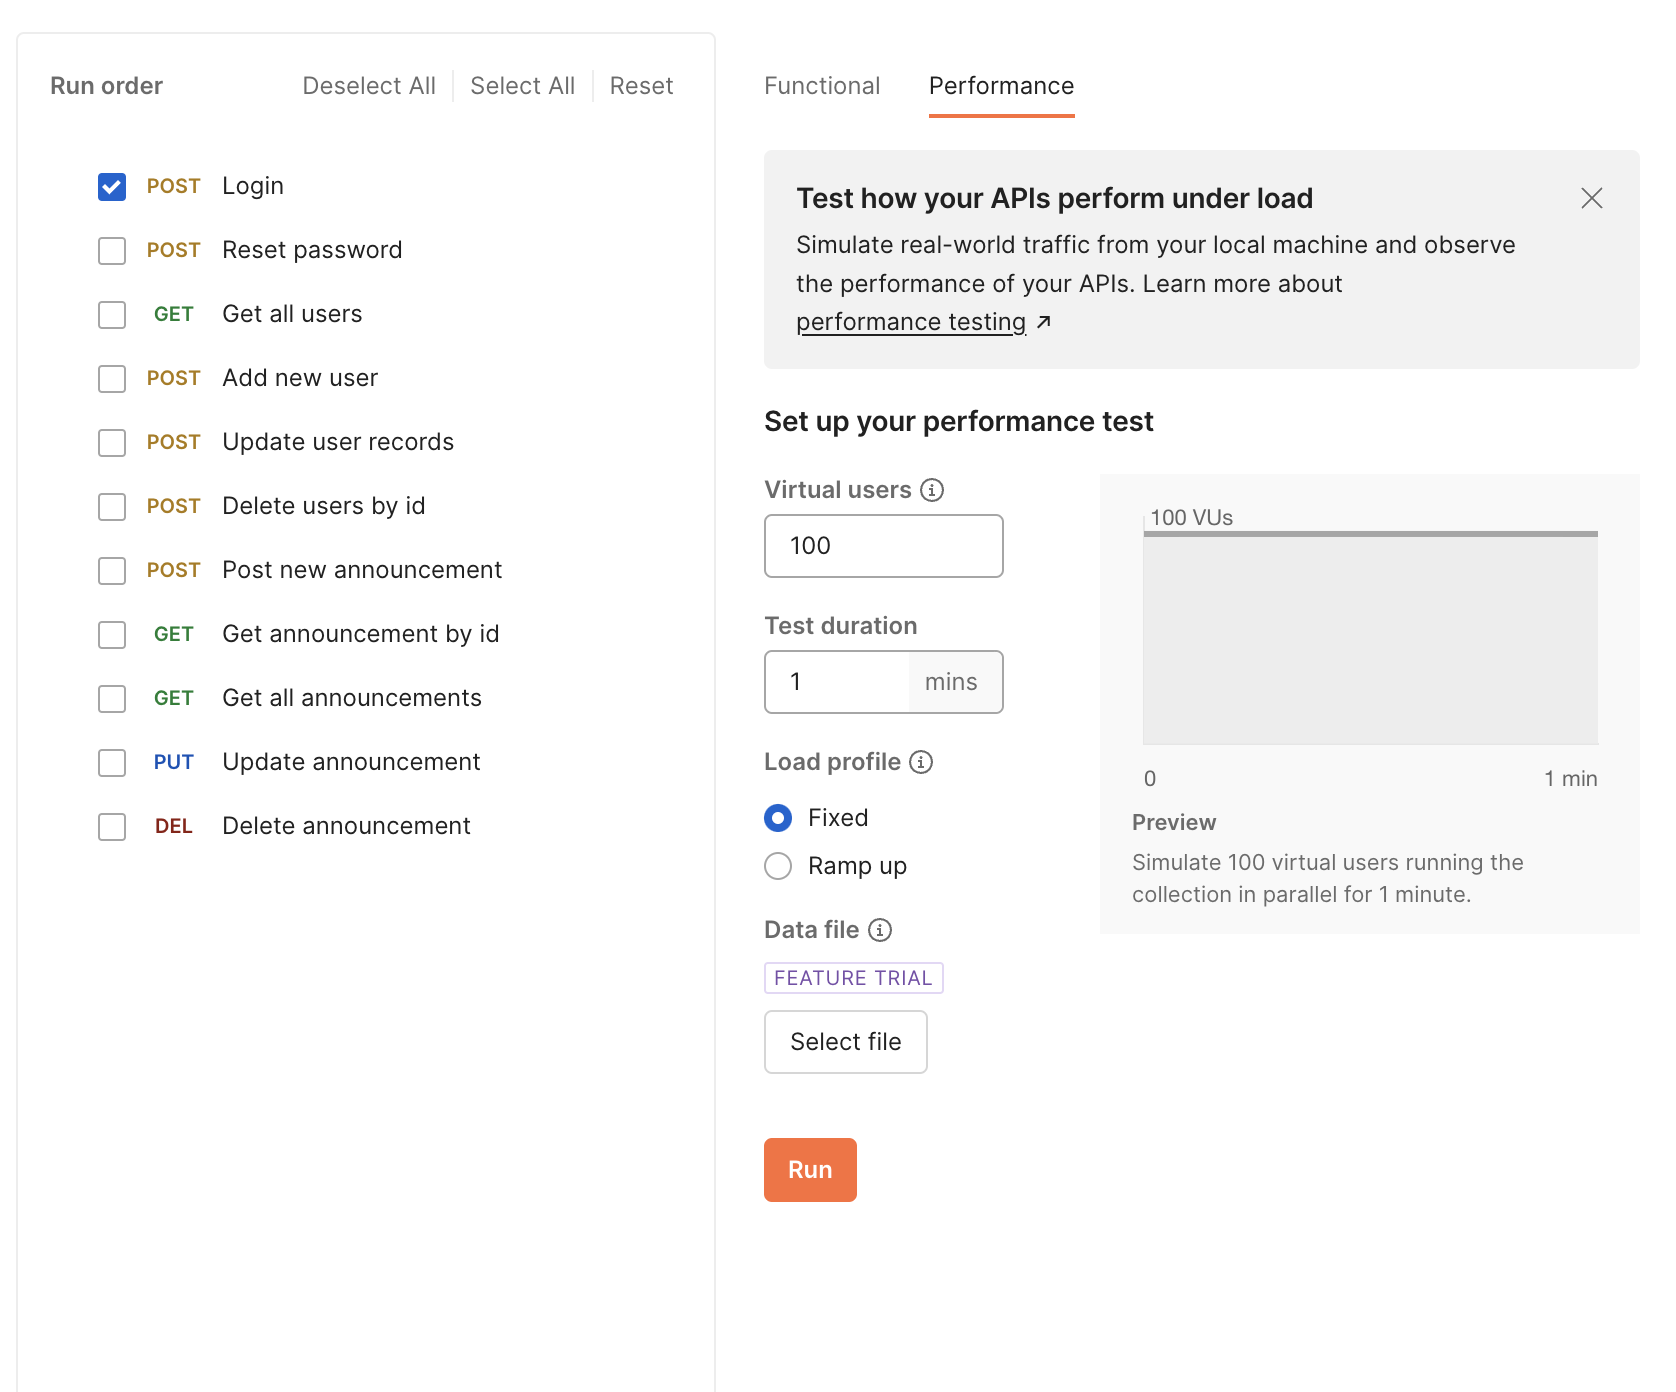 Run order
Deselect All
Select All
Reset
POST Login
POST Reset password
GET Get all users
POST Add new user
POST Update user records
POST Delete users by id
POST Post new announcement
GET Get announcement by id
GET Get all announcements
PUT Update announcement
DEL Delete announcement
Functional
Performance
Test how your APIs perform under load
Simulate real-world traffic from your local machine and observe
the performance of your APIs. Learn more about
performance testing ↗
Set up your performance test
Virtual users
100
Test duration
1 mins
Load profile
Fixed
Ramp up
Data file
FEATURE TRIAL
Select file
Run
100 VUs
0
1 min
Preview
Simulate 100 virtual users running the
collection in parallel for 1 minute.